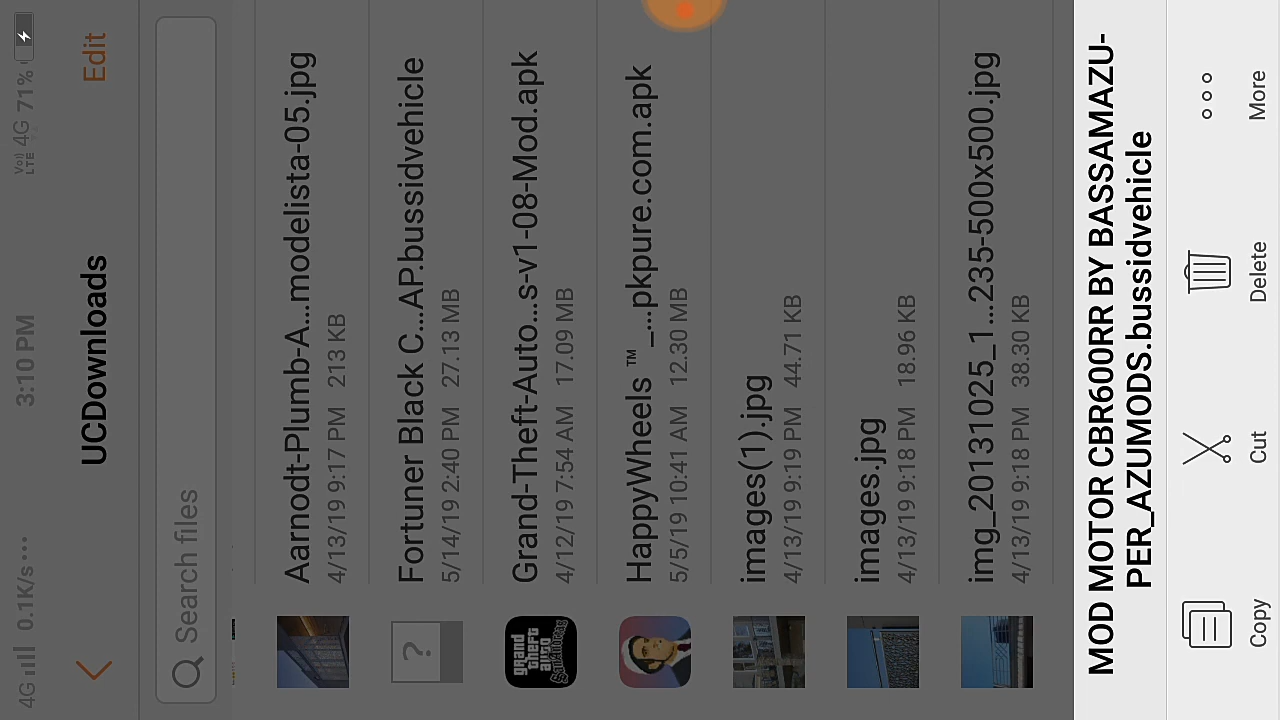 4G 0.1K/s ... 3:10 PM Vo)) LTE 4G 71%
UCDownloads Edit
Search files
Aarnodt-Plumb-A...modelista-05.jpg
4/13/19 9:17 PM 213 KB
Fortuner Black C...AP.bussidvehicle
5/14/19 2:40 PM 27.13 MB
Grand-Theft-Auto...s-v1-08-Mod.apk
4/12/19 7:54 AM 17.09 MB
HappyWheels ™_...pkpure.com.apk
5/5/19 10:41 AM 12.30 MB
images(1).jpg
4/13/19 9:19 PM 44.71 KB
images.jpg
4/13/19 9:18 PM 18.96 KB
img_20131025_1...235-500x500.jpg
4/13/19 9:18 PM 38.30 KB
grand
theft
auto
MOD MOTOR CBR600RR BY BASSAMAZU-
PER_AZUMODS.bussidvehicle
Copy Cut Delete More